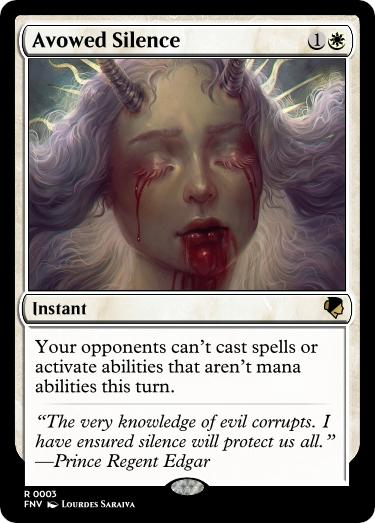 Avowed Silence 1
Instant
Your opponents can't cast spells or
activate abilities that aren't mana
abilities this turn.
“The very knowledge of evil corrupts. I
have ensured silence will protect us all.”
—Prince Regent Edgar
R 0003
FNV Lourdes Saraiva